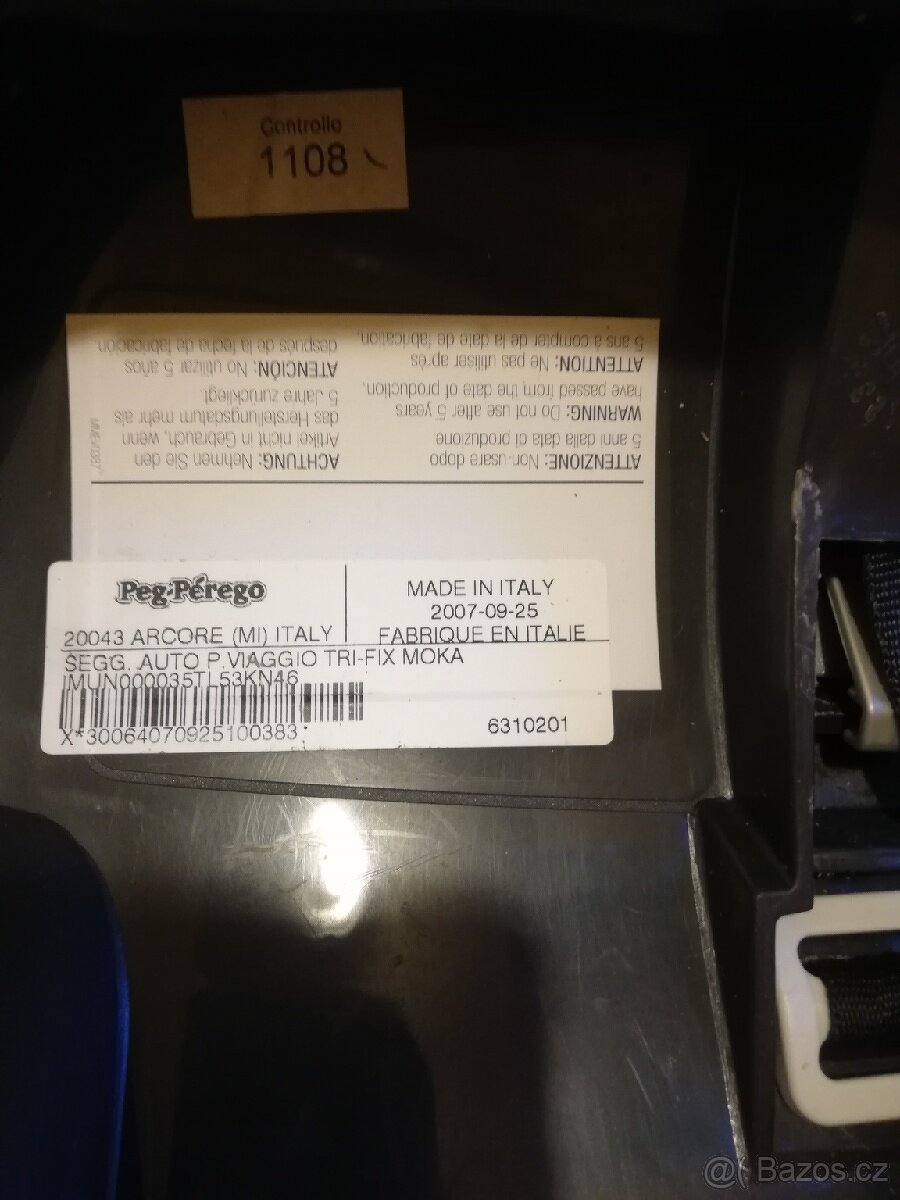 Controllo
1108
ATTENZIONE: Non usare dopo
5 anni dalla data di produzione
WARNING: Do not use after 5 years
have passed from the date of production.
ATTENTION: Ne pas utiliser après
5 ans à compter de la date de fabrication.
ACHTUNG: Nehmen Sie den
Artikel nicht in Gebrauch, wenn
das Herstellungsdatum mehr als
5 Jahre zurückliegt.
ATENCIÓN: No utilizar 5 años
después de la fecha de fabricación
Peg-Pérego
20043 ARCORE (MI) ITALY
MADE IN ITALY
2007-09-25
FABRIQUE EN ITALIE
SEGG. AUTO P.VIAGGIO TRI-FIX MOKA
IMUN000035TL53KN46
X*30064070925100383
6310201
@ Bazos.cz